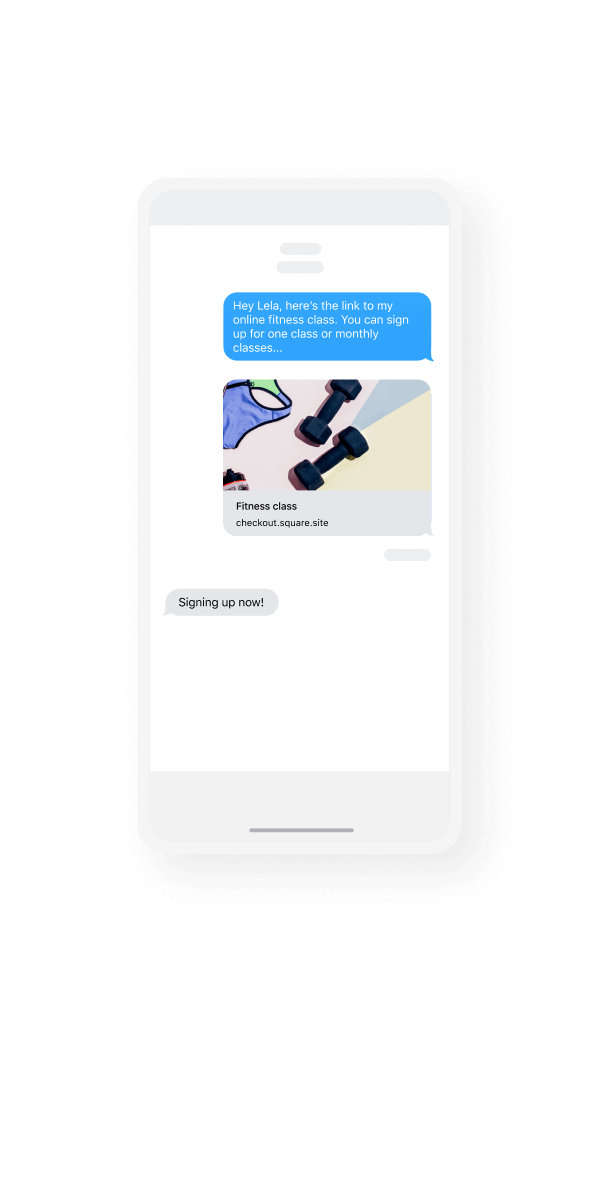 Hey Lela, here's the link to my
online fitness class. You can sign
up for one class or monthly
classes...
Fitness class
checkout.square.site
Signing up now!